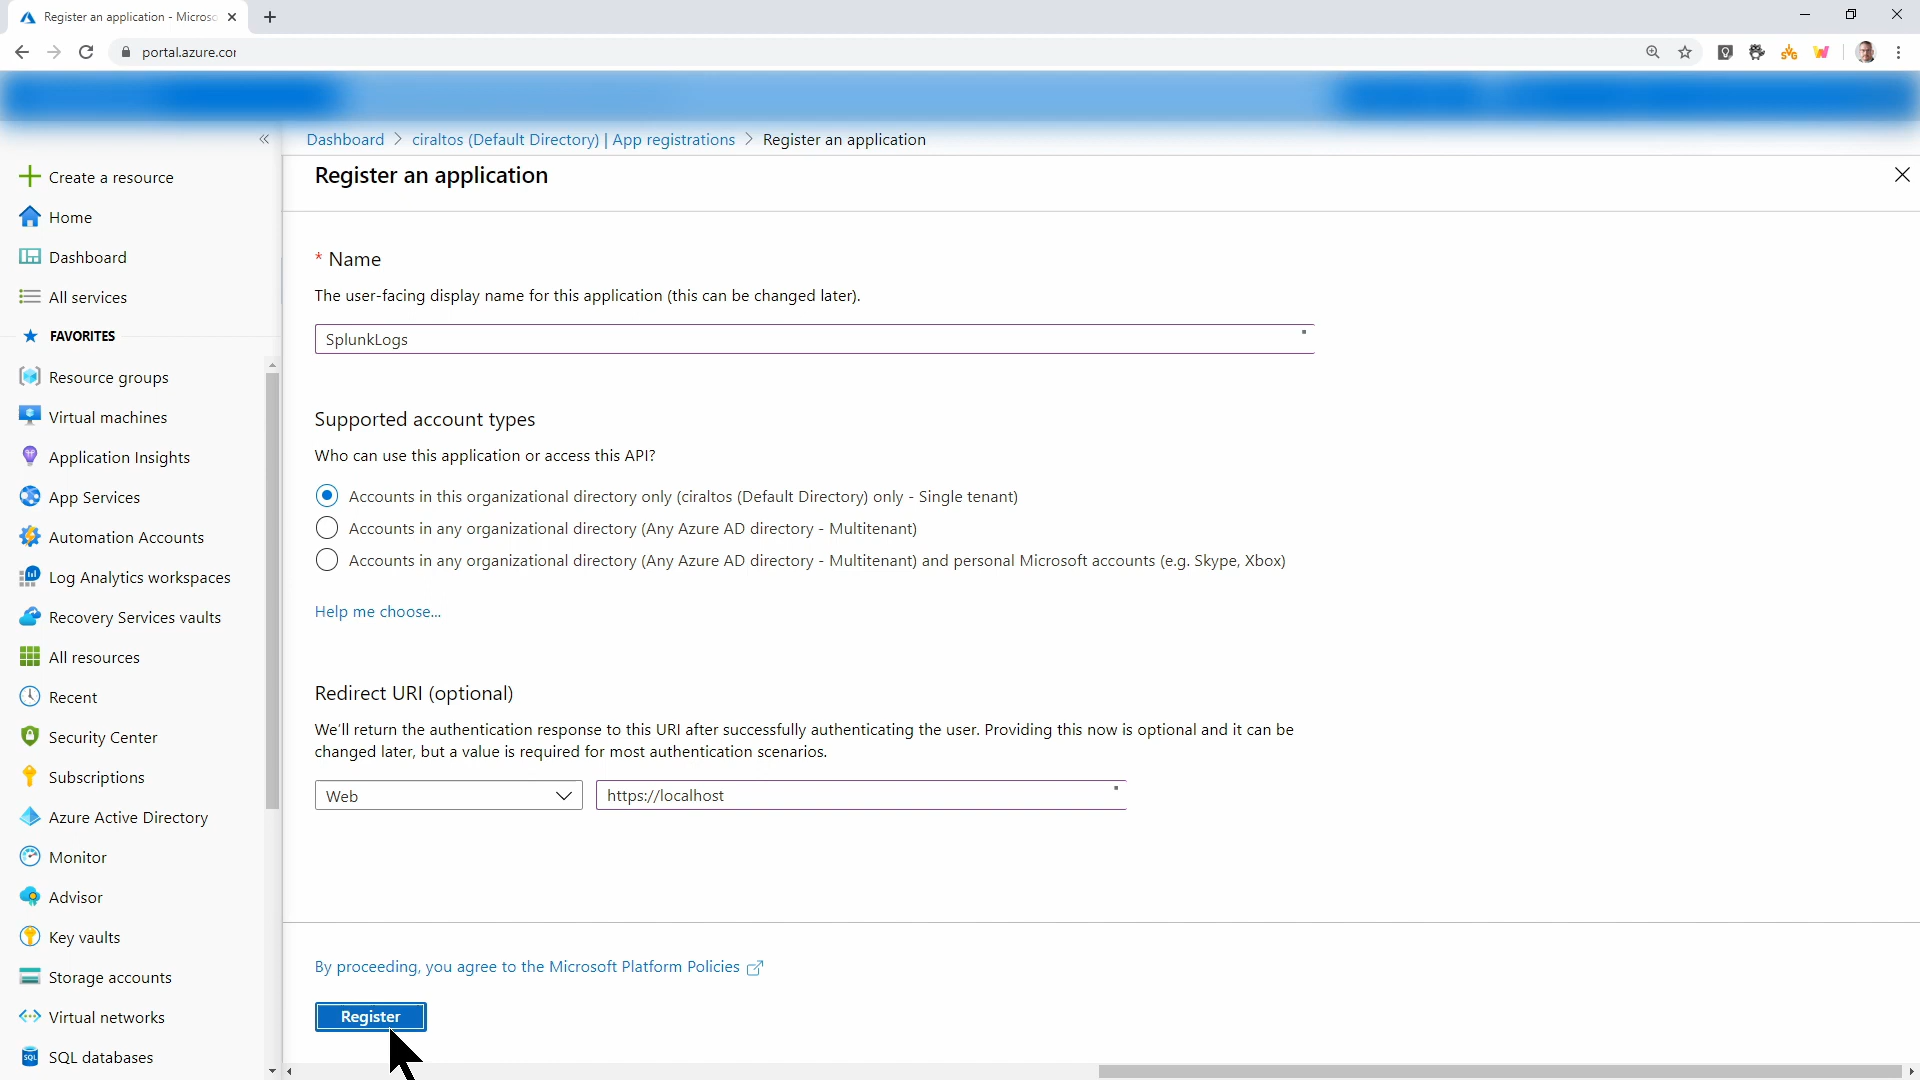 Register an application - Micros
portal.azure.co
Dashboard > ciraltos (Default Directory) | App registrations > Register an application
Create a resource
Home
Dashboard
All services
FAVORITES
Resource groups
Virtual machines
Application Insights
App Services
Automation Accounts
Log Analytics workspaces
Recovery Services vaults
All resources
Recent
Security Center
Subscriptions
Azure Active Directory
Monitor
Advisor
Key vaults
Storage accounts
Virtual networks
SQL databases
Register an application
* Name
The user-facing display name for this application (this can be changed later).
SplunkLogs
Supported account types
Who can use this application or access this API?
Accounts in this organizational directory only (ciraltos (Default Directory) only - Single tenant)
Accounts in any organizational directory (Any Azure AD directory - Multitenant)
Accounts in any organizational directory (Any Azure AD directory - Multitenant) and personal Microsoft accounts (e.g. Skype, Xbox)
Help me choose...
Redirect URI (optional)
We'll return the authentication response to this URI after successfully authenticating the user. Providing this now is optional and it can be
changed later, but a value is required for most authentication scenarios.
Web
https://localhost
By proceeding, you agree to the Microsoft Platform Policies
Register